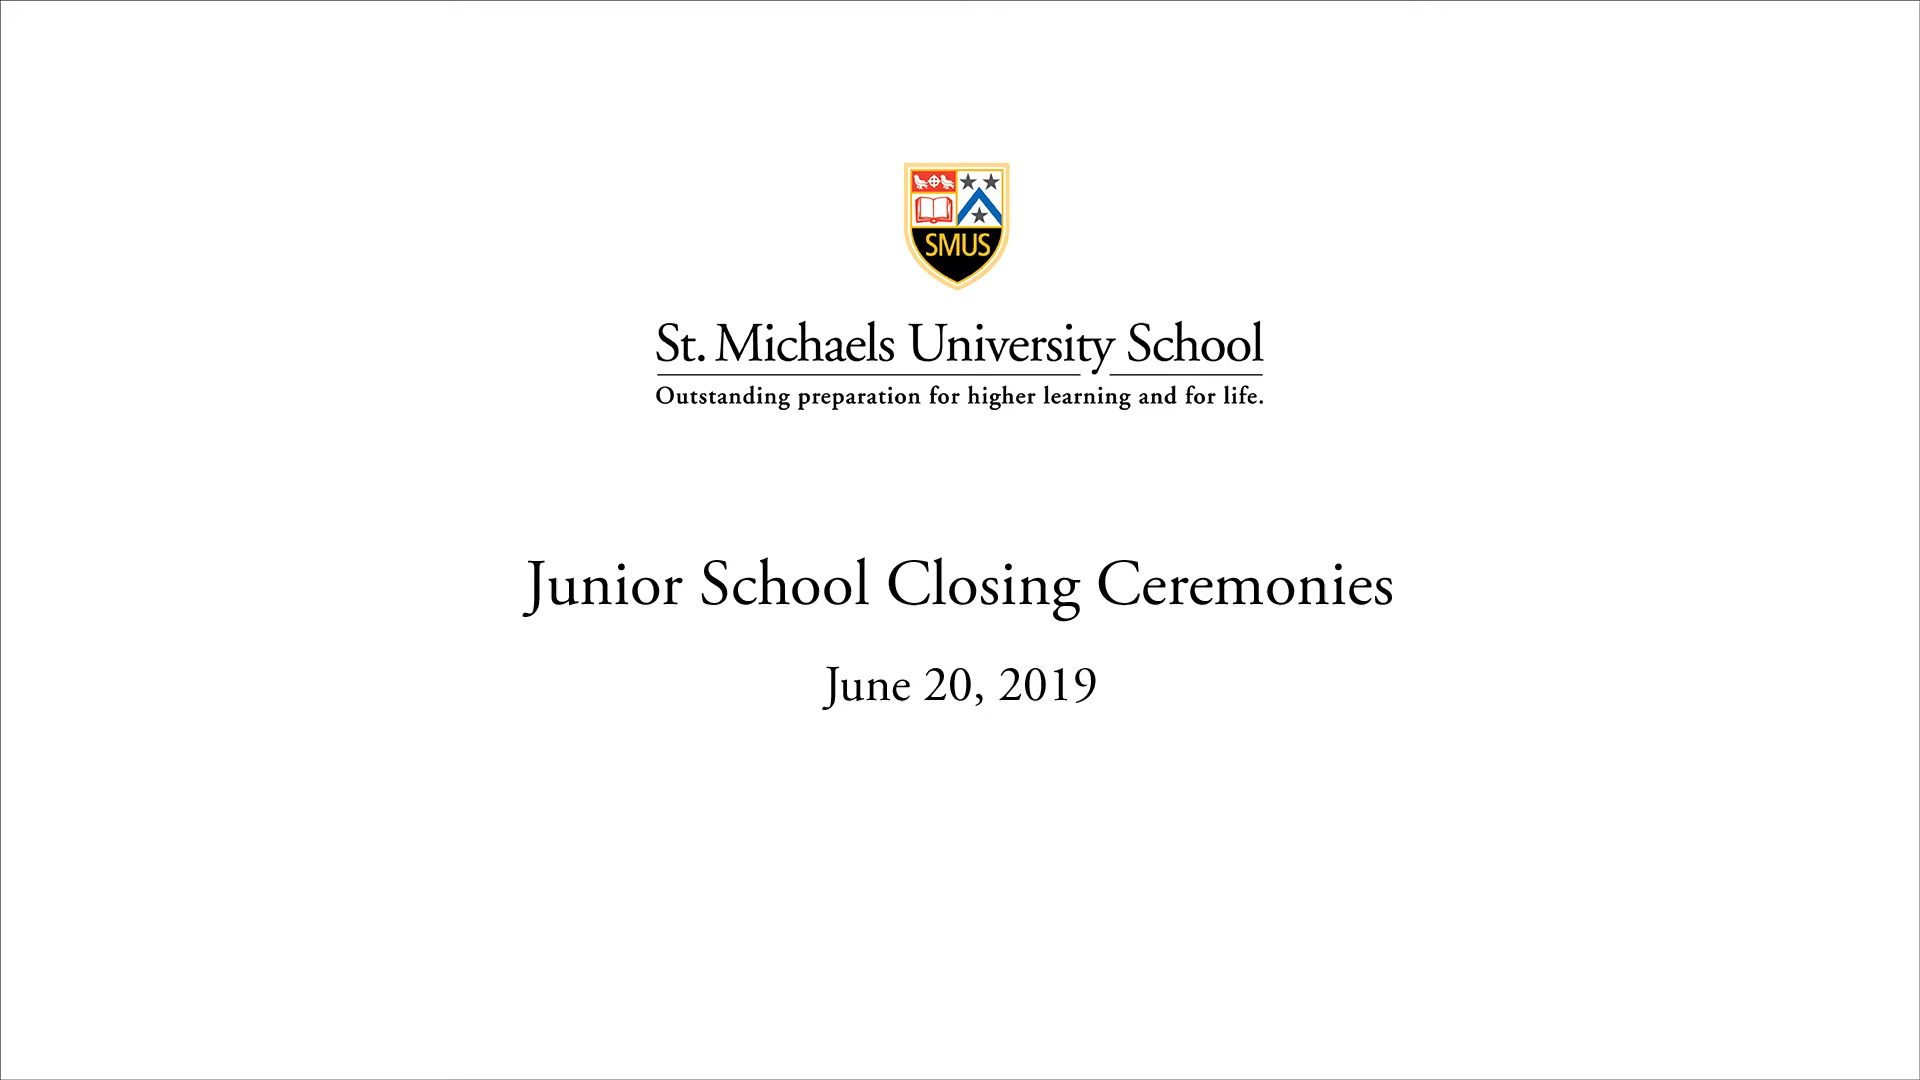 SMUS
St. Michaels University School
Outstanding preparation for higher learning and for life.
Junior School Closing Ceremonies
June 20, 2019